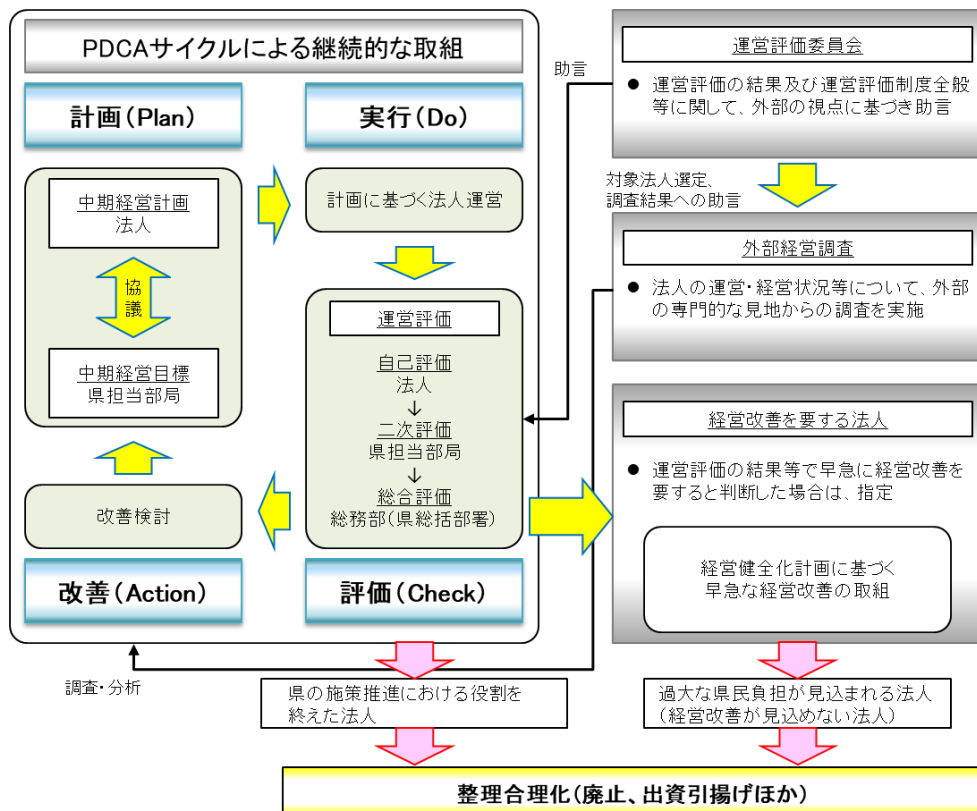 PDCAサイクルによる継続的な取組
計画(Plan)
実行(Do)
中期経営計画
法人
協
議
中期経営目標
県担当部局
計画に基づく法人運営
運営評価
自己評価
法人
↓
二次評価
県担当部局
↓
総合評価
総務部(県総括部署)
改善検討
改善(Action)
評価(Check)
助言
運営評価委員会
● 運営評価の結果及び運営評価制度全般
等に関して、外部の視点に基づき助言
対象法人選定、
調査結果への助言
外部経営調査
● 法人の運営・経営状況等について、外部
の専門的な見地からの調査を実施
経営改善を要する法人
● 運営評価の結果等で早急に経営改善を
要すると判断した場合は、指定
経営健全化計画に基づく
早急な経営改善の取組
調査・分析
県の施策推進における役割を
終えた法人
過大な県民負担が見込まれる法人
(経営改善が見込めない法人)
整理合理化(廃止、出資引揚げほか)